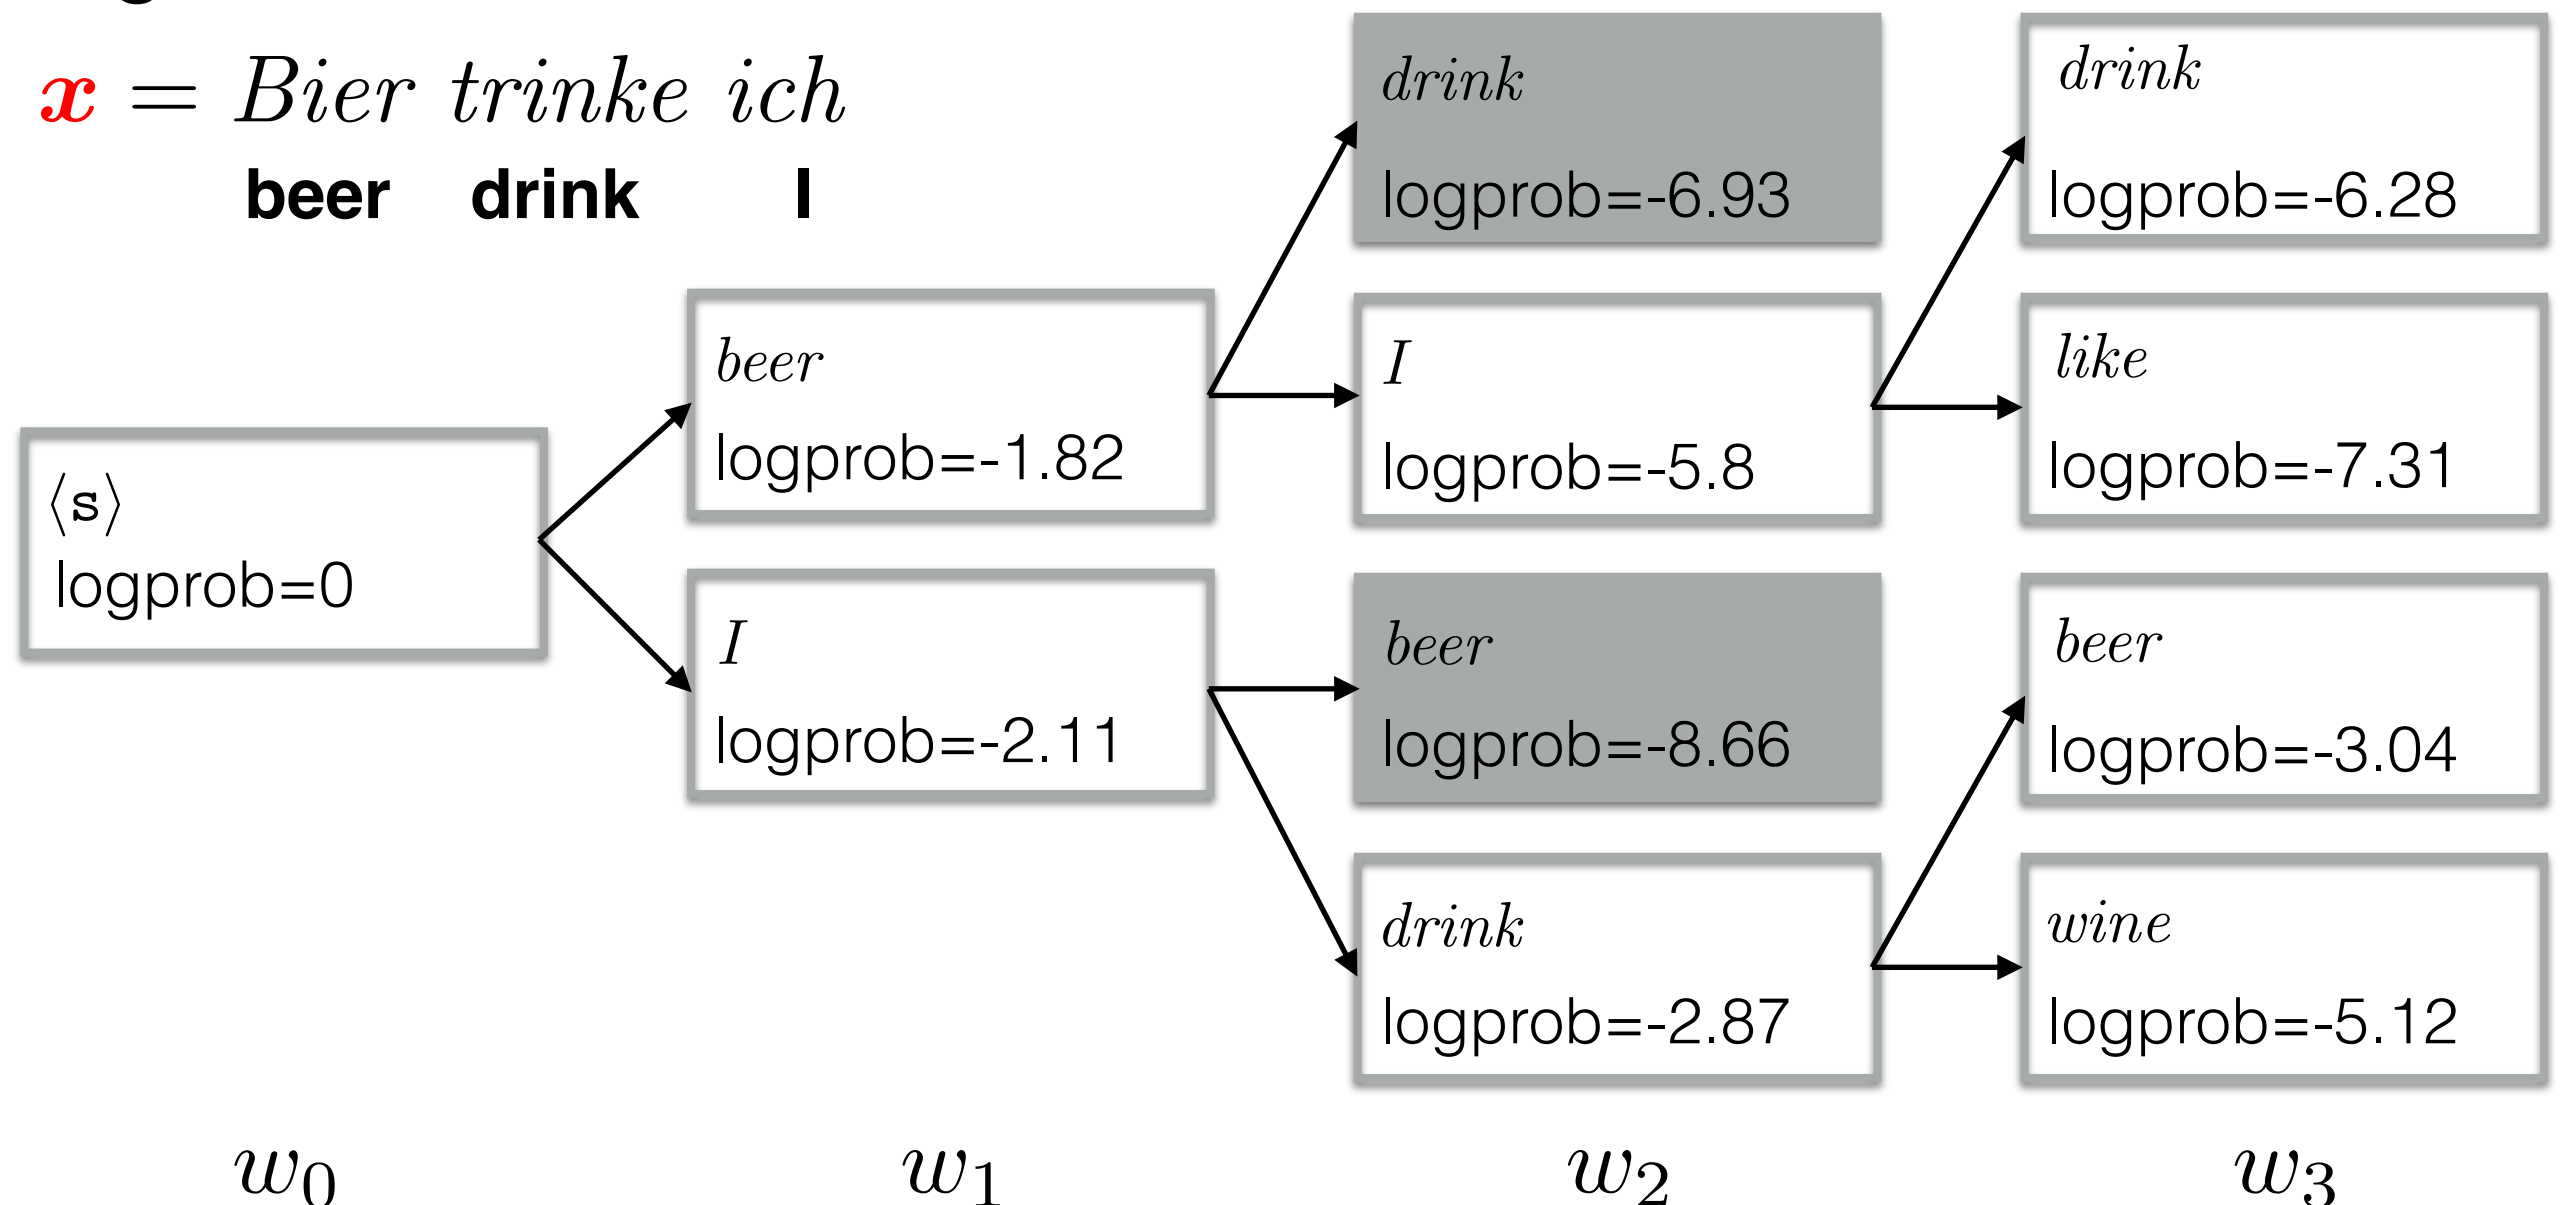 x = Bier trinke ich
beer drink I
⟨s⟩
logprob=0
beer
logprob=-1.82
I
logprob=-2.11
drink
logprob=-6.93
I
logprob=-5.8
beer
logprob=-8.66
drink
logprob=-2.87
drink
logprob=-6.28
like
logprob=-7.31
beer
logprob=-3.04
wine
logprob=-5.12
w0 w1 w2 w3